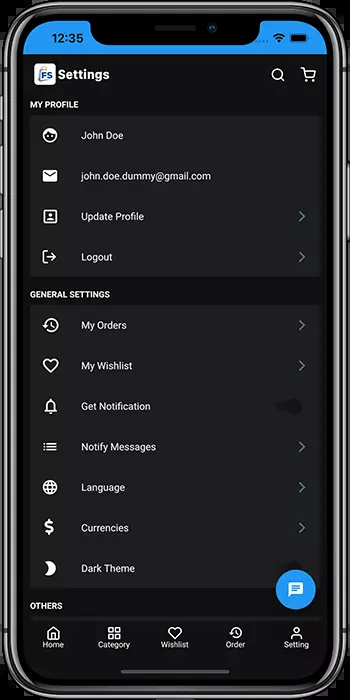 12:35
FS Settings
MY PROFILE
John Doe
john.doe.dummy@gmail.com
Update Profile
Logout
GENERAL SETTINGS
My Orders
My Wishlist
Get Notification
Notify Messages
Language
Currencies
Dark Theme
OTHERS
Home Category Wishlist Order Setting